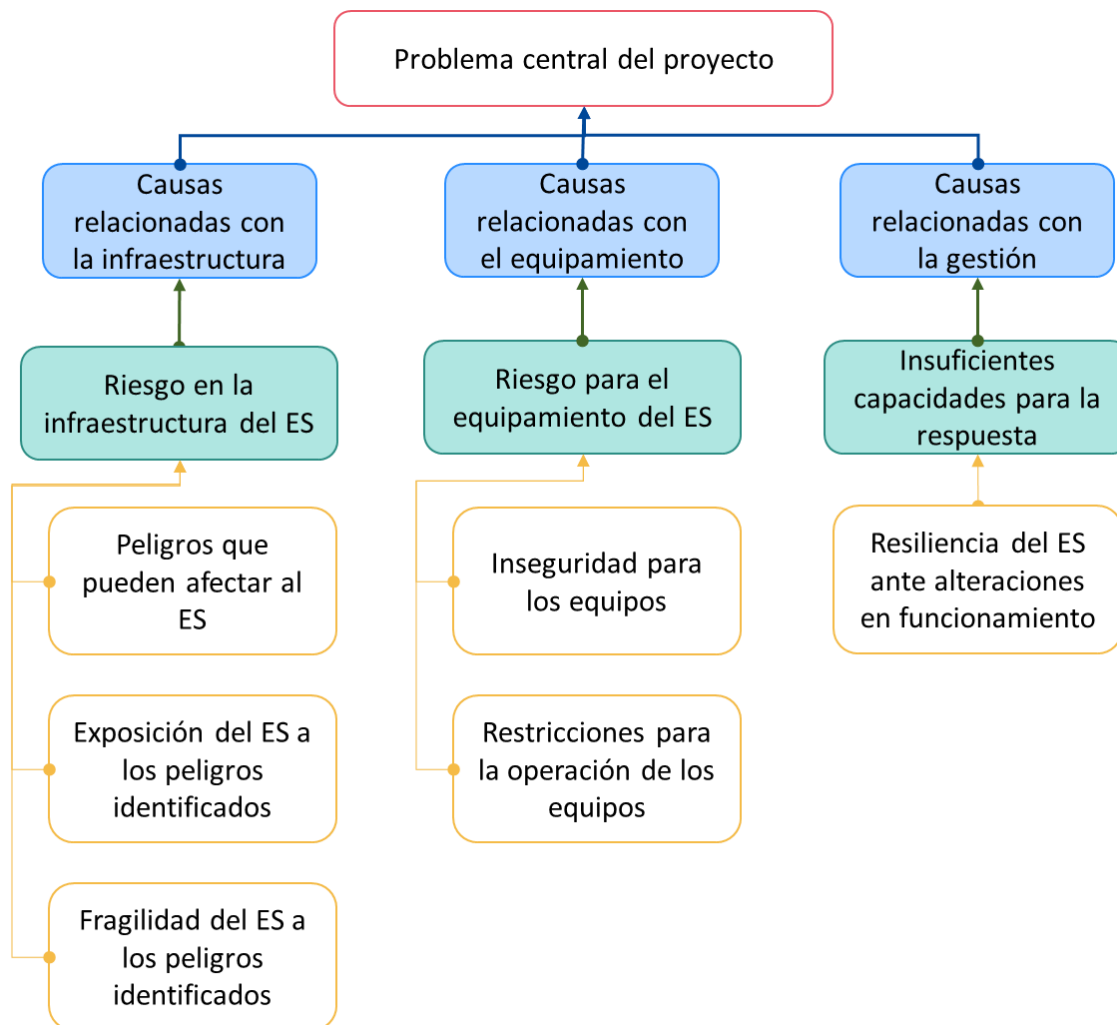 Problema central del proyecto
Causas
relacionadas con
la infraestructura
Causas
relacionadas con
el equipamiento
Causas
relacionadas con
la gestión
Riesgo en la
infraestructura del ES
Riesgo para el
equipamiento del ES
Insuficientes
capacidades para la
respuesta
Peligros que
pueden afectar al
ES
Inseguridad para
los equipos
Resiliencia del ES
ante alteraciones
en funcionamiento
Exposición del ES a
los peligros
identificados
Restricciones para
la operación de los
equipos
Fragilidad del ES a
los peligros
identificados